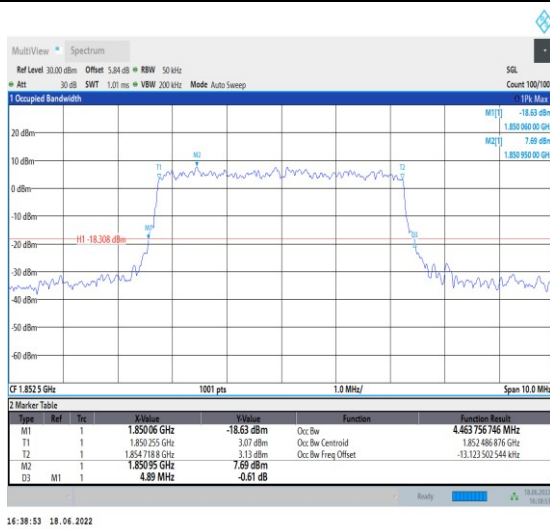 MultiView Spectrum
Ref Level 30.00 dBm Offset 5.84 dB RBW 50 kHz SGL
Att 30 dB SWT 1.01 ms VBW 200 kHz Mode Auto Sweep Count 100/100
1 Occupied Bandwidth 1Pk Max
M1[1] -18.63 dBm
1.850 060 00 GH
M2[1] 7.69 dBm
1.850 950 00 GH
20 dBm
10 dBm
T1 M2 T2
0 dBm
-10 dBm
M1 D3
H1 -18.308 dBm
-20 dBm
-30 dBm
-40 dBm
-50 dBm
-60 dBm
CF 1.852 5 GHz 1001 pts 1.0 MHz/ Span 10.0 MHz
2 Marker Table
Type Ref Trc X-Value Y-Value Function Function Result
M1 1 1.85006 GHz -18.63 dBm Occ Bw 4.463 756 746 MHz
T1 1 1.850 255 GHz 3.07 dBm Occ Bw Centroid 1.852 486 876 GHz
T2 1 1.854 718 8 GHz 3.13 dBm Occ Bw Freq Offset -13.123 502 544 kHz
M2 1 1.85095 GHz 7.69 dBm
D3 M1 1 4.89 MHz -0.61 dB
Ready 18.06.2022
16:38:53
16:38:53 18.06.2022